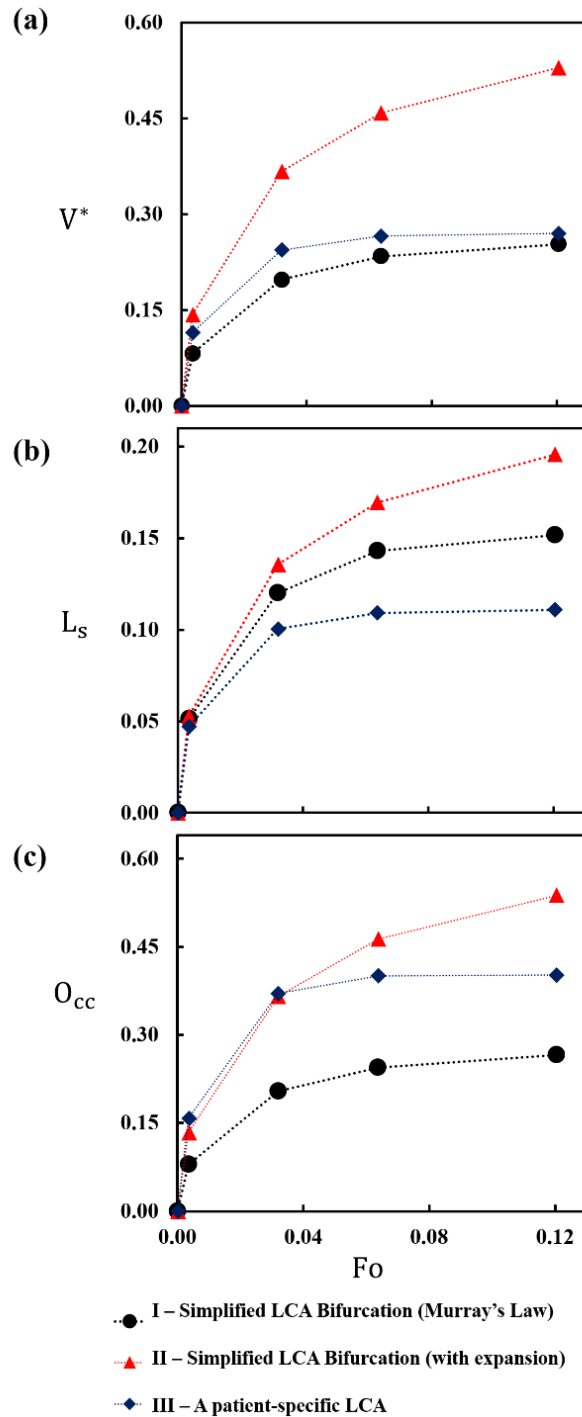 (a)
0.60
0.45
V*
0.30
0.15
0.00
(b)
0.20
0.15
Ls
0.10
0.05
0.00
(c)
0.60
0.45
Occ
0.30
0.15
0.00
0.00 0.04 0.08 0.12
Fo
I – Simplified LCA Bifurcation (Murray's Law)
II – Simplified LCA Bifurcation (with expansion)
III – A patient-specific LCA